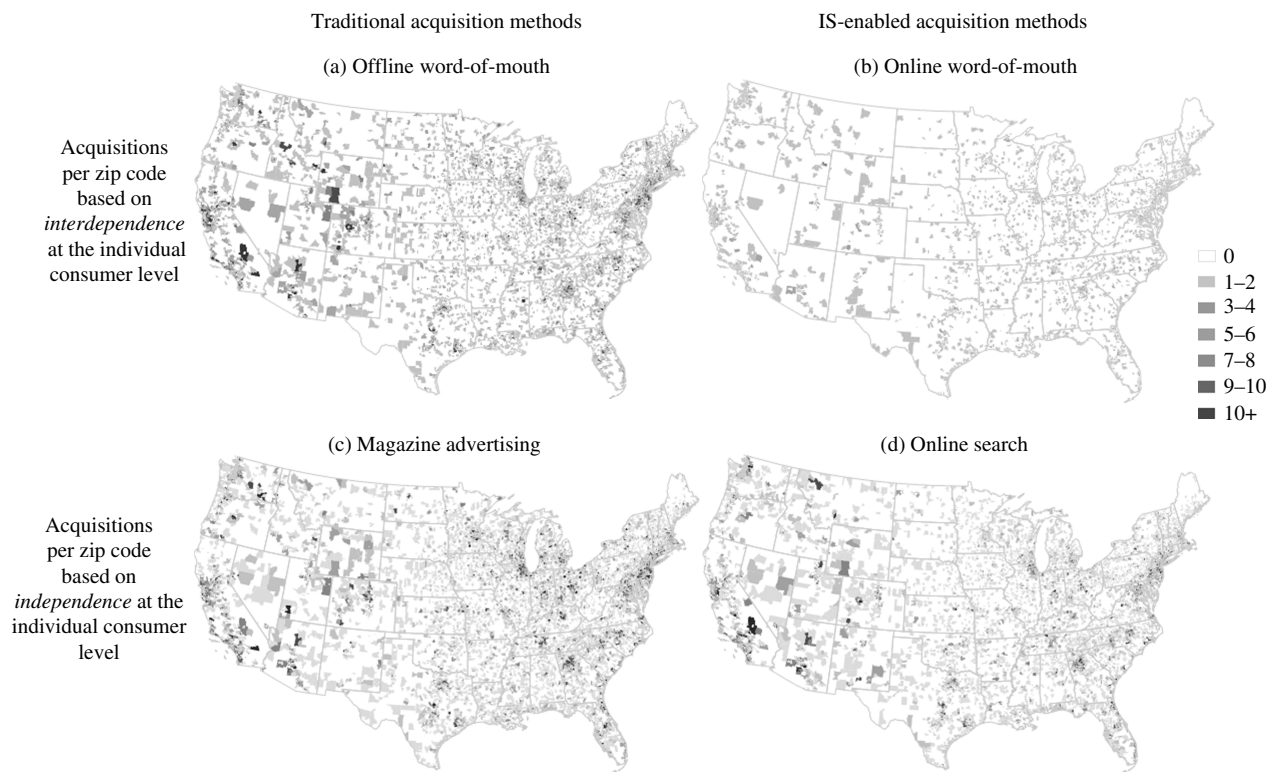 Traditional acquisition methods
IS-enabled acquisition methods
(a) Offline word-of-mouth
(b) Online word-of-mouth
Acquisitions
per zip code
based on
interdependence
at the individual
consumer level
0
1–2
3–4
5–6
7–8
9–10
10+
(c) Magazine advertising
(d) Online search
Acquisitions
per zip code
based on
independence at the
individual consumer
level